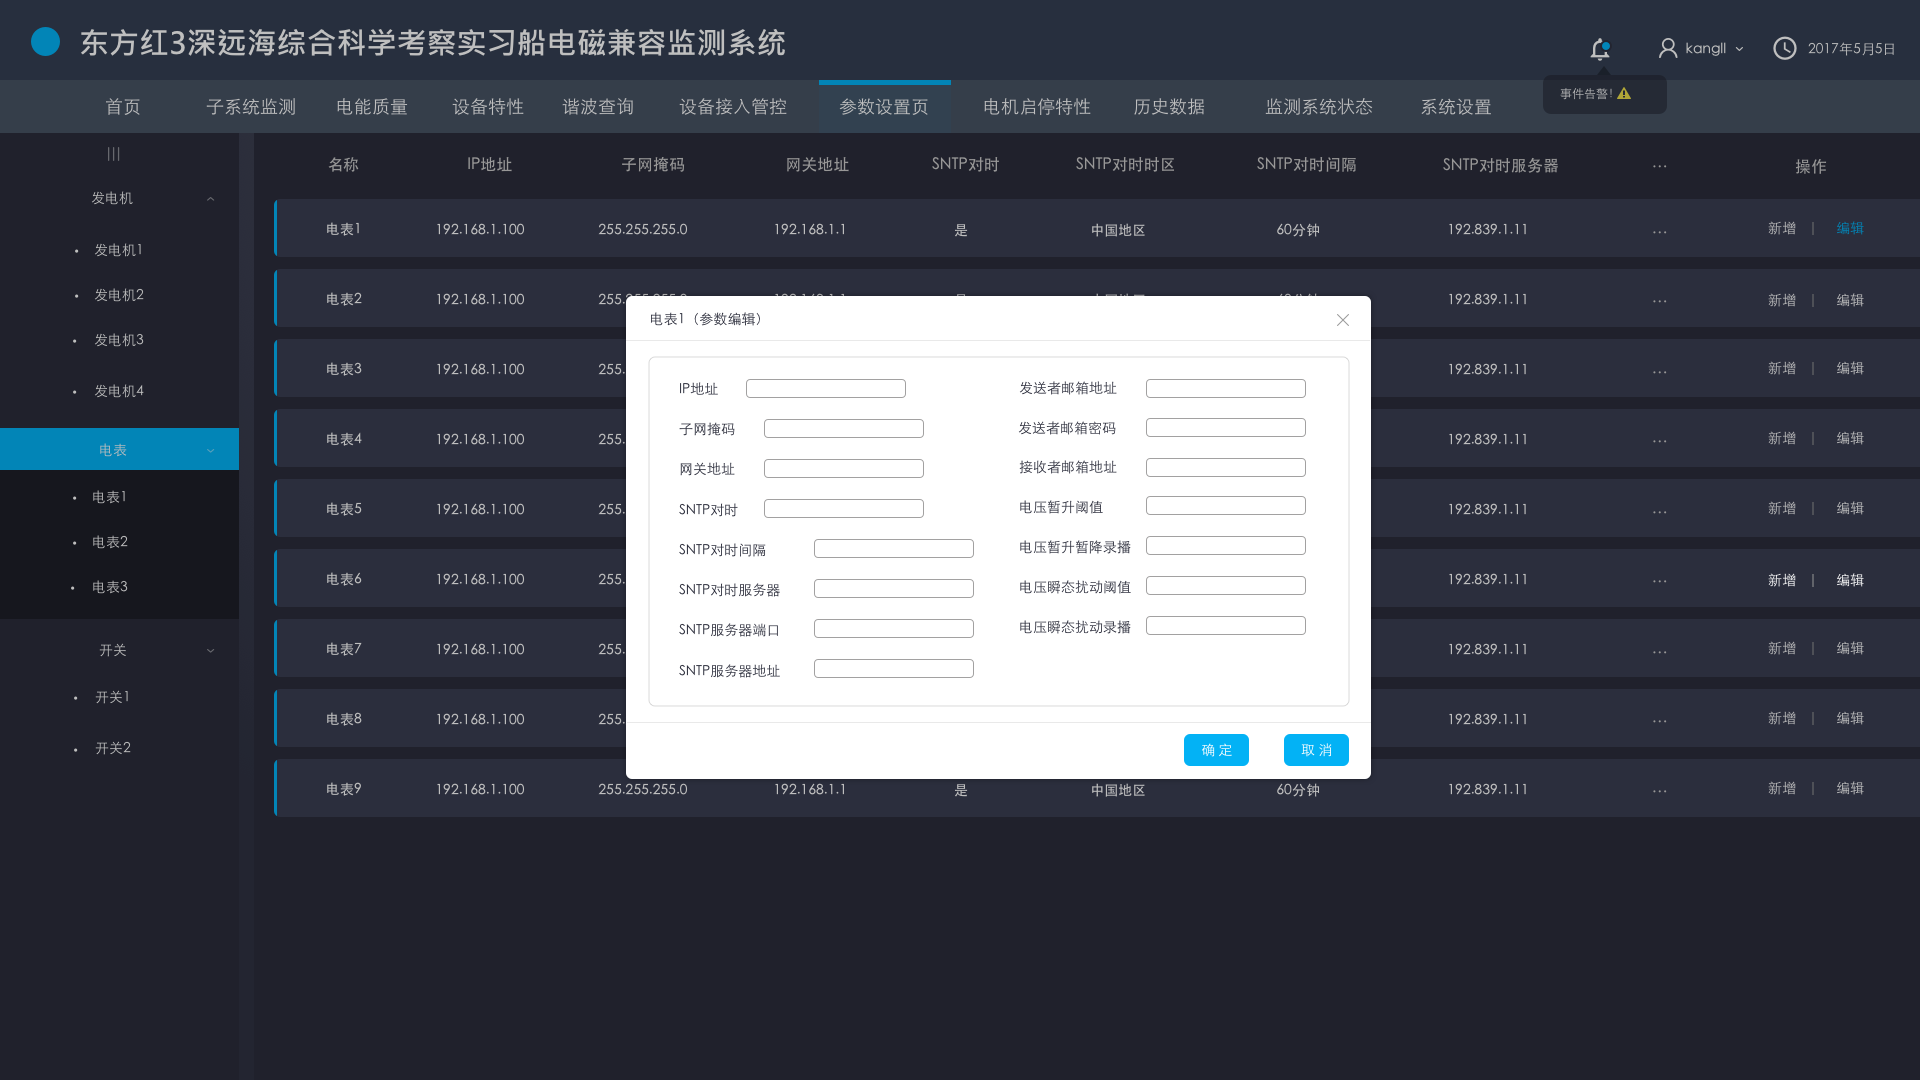 东方红3深远海综合科学考察实习船电磁兼容监测系统
kangll
2017年5月5日
首页 子系统监测 电能质量 设备特性 谐波查询 设备接入管控 参数设置页 电机启停特性 历史数据 监测系统状态 系统设置
事件告警!
发电机
发电机1
发电机2
发电机3
发电机4
电表
电表1
电表2
电表3
开关
开关1
开关2
名称 IP地址 子网掩码 网关地址 SNTP对时 SNTP对时时区 SNTP对时间隔 SNTP对时服务器 ... 操作
电表1 192.168.1.100 255.255.255.0 192.168.1.1 是 中国地区 60分钟 192.839.1.11 ... 新增 | 编辑
电表2 192.168.1.100 255.255.255.0 192.168.1.1 是 中国地区 60分钟 192.839.1.11 ... 新增 | 编辑
电表3 192.168.1.100 255. 192.839.1.11 ... 新增 | 编辑
电表4 192.168.1.100 255. 192.839.1.11 ... 新增 | 编辑
电表5 192.168.1.100 255. 192.839.1.11 ... 新增 | 编辑
电表6 192.168.1.100 255. 192.839.1.11 ... 新增 | 编辑
电表7 192.168.1.100 255. 192.839.1.11 ... 新增 | 编辑
电表8 192.168.1.100 255. 192.839.1.11 ... 新增 | 编辑
电表9 192.168.1.100 255.255.255.0 192.168.1.1 是 中国地区 60分钟 192.839.1.11 ... 新增 | 编辑
电表1（参数编辑）
IP地址
子网掩码
网关地址
SNTP对时
SNTP对时间隔
SNTP对时服务器
SNTP服务器端口
SNTP服务器地址
发送者邮箱地址
发送者邮箱密码
接收者邮箱地址
电压暂升阈值
电压暂升暂降录播
电压瞬态扰动阈值
电压瞬态扰动录播
确 定
取 消